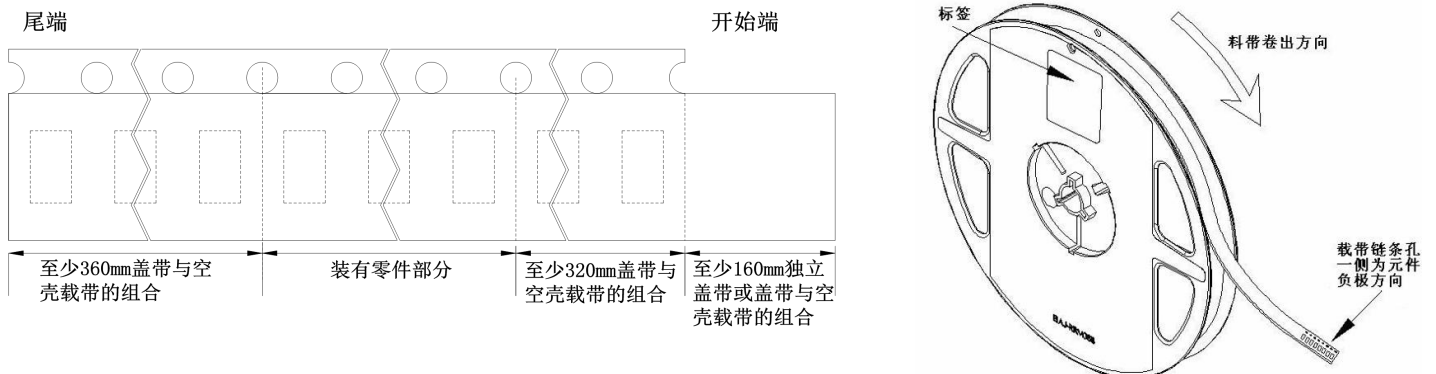 尾端
开始端
至少360mm盖带与空
壳载带的组合
装有零件部分
至少320mm盖带与
空壳载带的组合
至少160mm独立
盖带或盖带与空
壳载带的组合
标签
料带卷出方向
载带链条孔
一侧为元件
负极方向